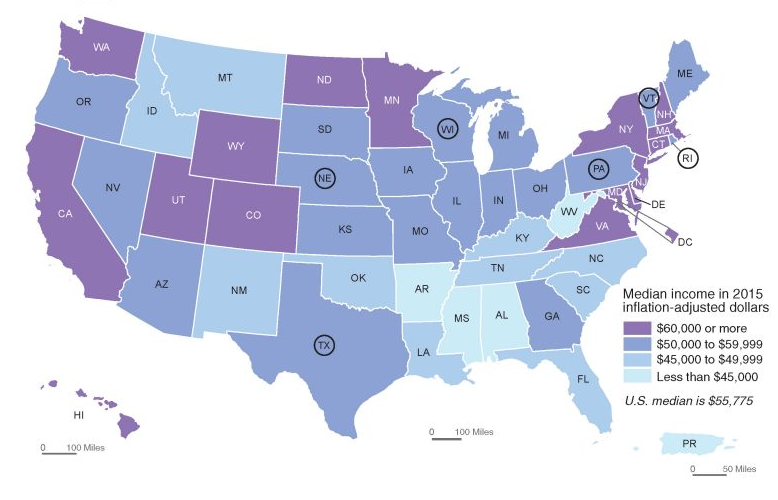 WA
MT
ND
MN
ME
OR
ID
SD
WI
MI
VT
NH
NY
MA
CT
RI
WY
NE
IA
PA
NJ
NV
UT
CO
IL
IN
OH
MD
DE
CA
KS
MO
WV
VA
DC
KY
AZ
NM
OK
AR
TN
NC
SC
MS
AL
GA
TX
LA
FL
Median income in 2015
inflation-adjusted dollars
$60,000 or more
$50,000 to $59,999
$45,000 to $49,999
Less than $45,000
U.S. median is $55,775
HI
0 100 Miles
0 100 Miles
PR
0 50 Miles